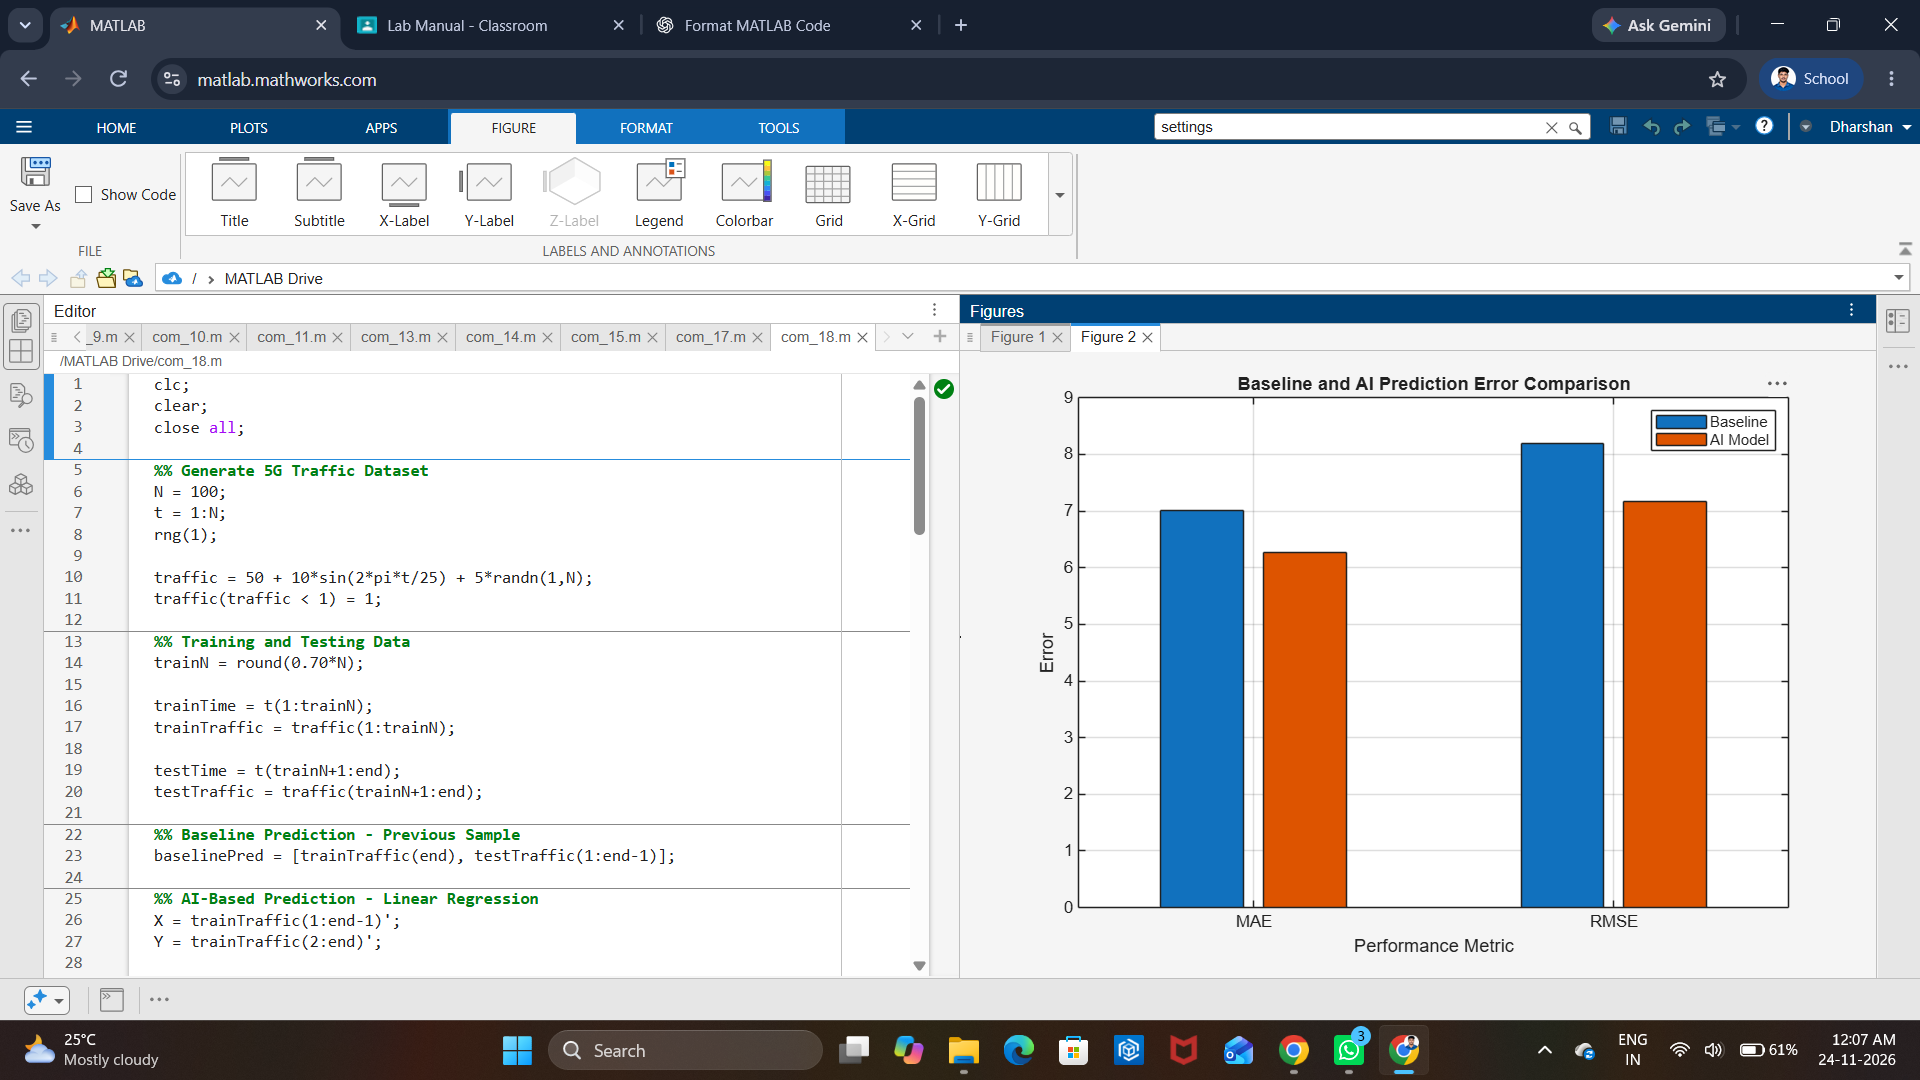 MATLAB
Lab Manual - Classroom
Format MATLAB Code
Ask Gemini
matlab.mathworks.com
School
HOME
PLOTS
APPS
FIGURE
FORMAT
TOOLS
settings
Dharshan
Save As
Show Code
FILE
Title
Subtitle
X-Label
Y-Label
Z-Label
Legend
Colorbar
Grid
X-Grid
Y-Grid
LABELS AND ANNOTATIONS
/ › MATLAB Drive
Editor
_9.m
com_10.m
com_11.m
com_13.m
com_14.m
com_15.m
com_17.m
com_18.m
/MATLAB Drive/com_18.m
1 clc;
2 clear;
3 close all;
4
5 %% Generate 5G Traffic Dataset
6 N = 100;
7 t = 1:N;
8 rng(1);
9
10 traffic = 50 + 10*sin(2*pi*t/25) + 5*randn(1,N);
11 traffic(traffic < 1) = 1;
12
13 %% Training and Testing Data
14 trainN = round(0.70*N);
15
16 trainTime = t(1:trainN);
17 trainTraffic = traffic(1:trainN);
18
19 testTime = t(trainN+1:end);
20 testTraffic = traffic(trainN+1:end);
21
22 %% Baseline Prediction - Previous Sample
23 baselinePred = [trainTraffic(end), testTraffic(1:end-1)];
24
25 %% AI-Based Prediction - Linear Regression
26 X = trainTraffic(1:end-1)';
27 Y = trainTraffic(2:end)';
28
Figures
Figure 1
Figure 2
Baseline and AI Prediction Error Comparison
Baseline
AI Model
9
8
7
6
5
4
3
2
1
0
Error
MAE
RMSE
Performance Metric
25°C
Mostly cloudy
Search
3
ENG
IN
61%
12:07 AM
24-11-2026